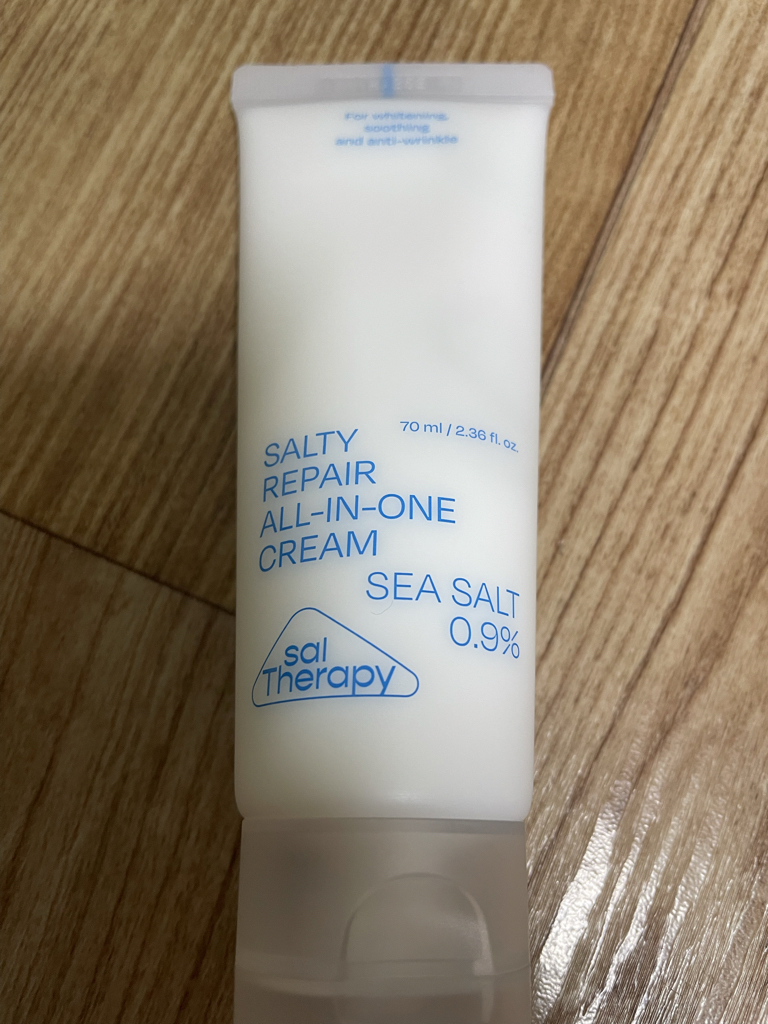 For whitening,
soothing
and anti-wrinkle
70 ml / 2.36 fl. oz.
SALTY
REPAIR
ALL-IN-ONE
CREAM
SEA SALT
0.9%
sal
Therapy